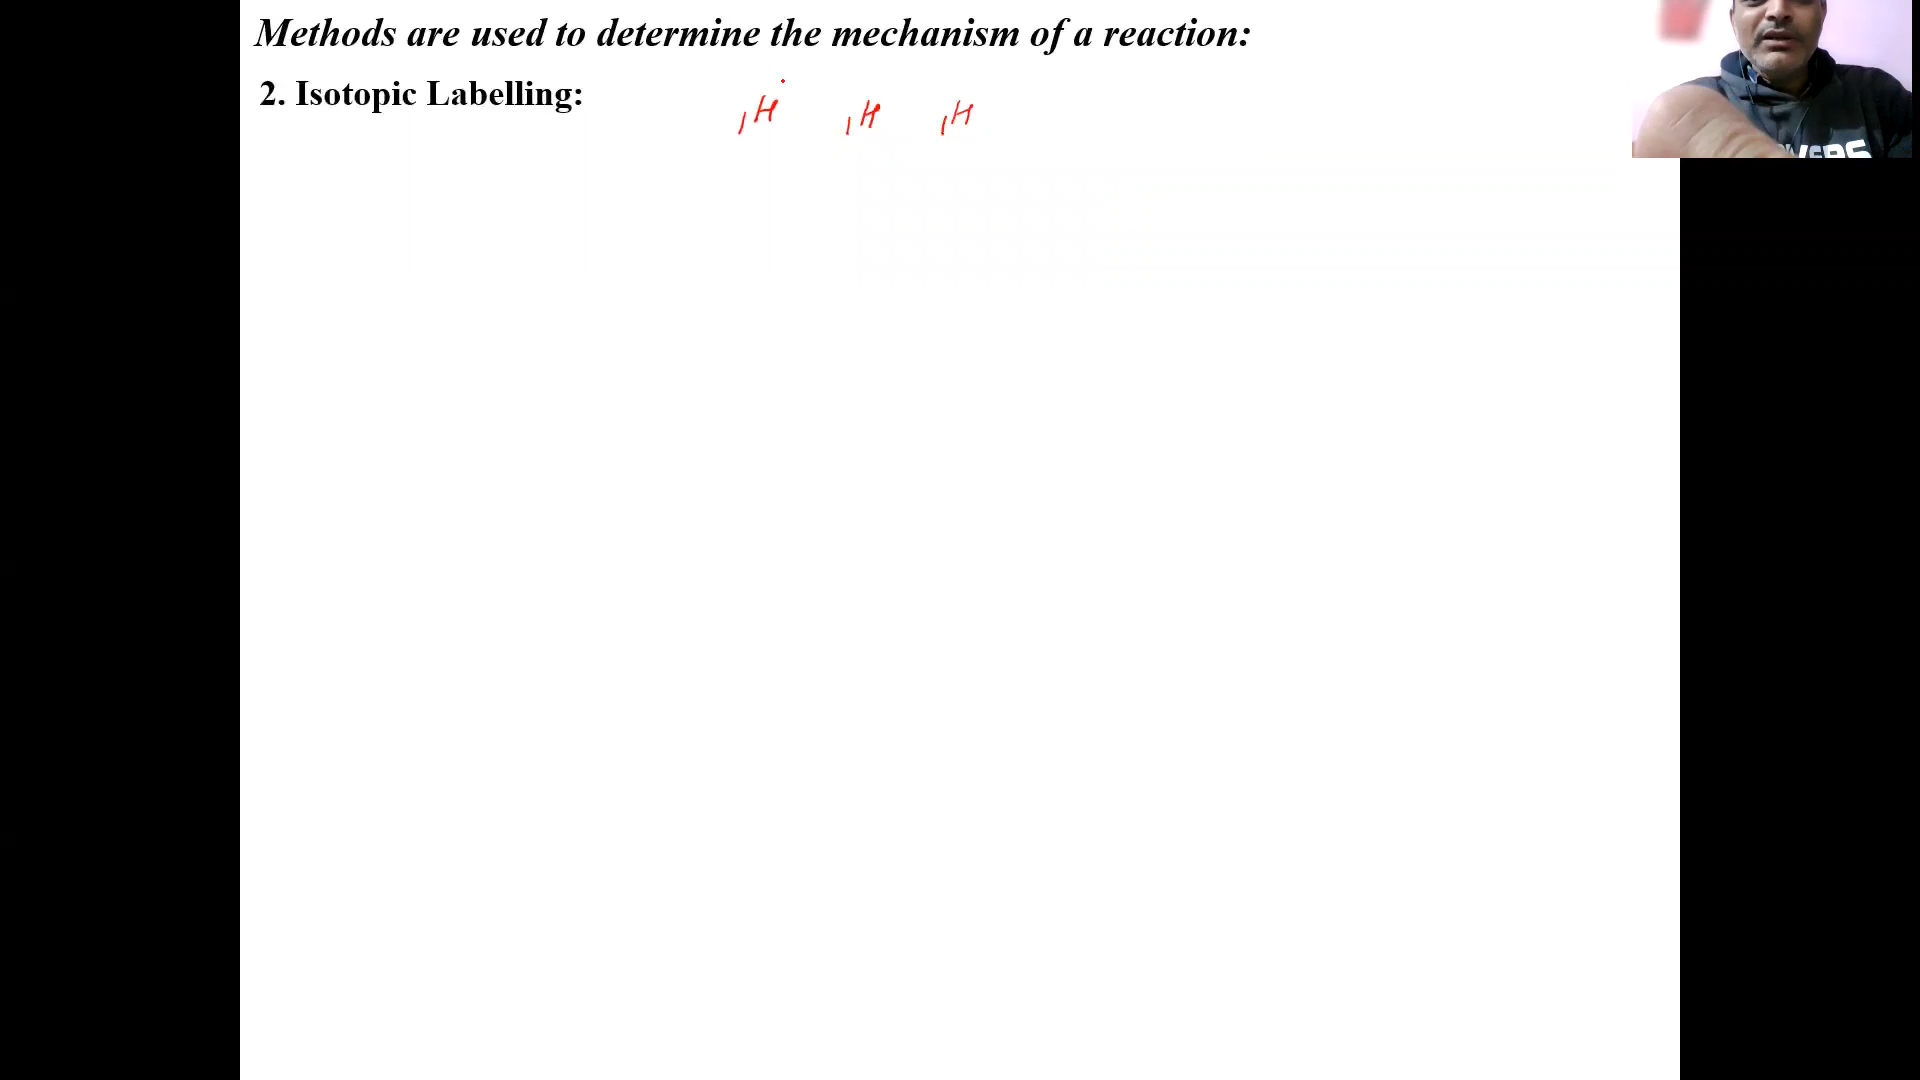 Methods are used to determine the mechanism of a reaction:
2. Isotopic Labelling:
₁H ₁H ₁H